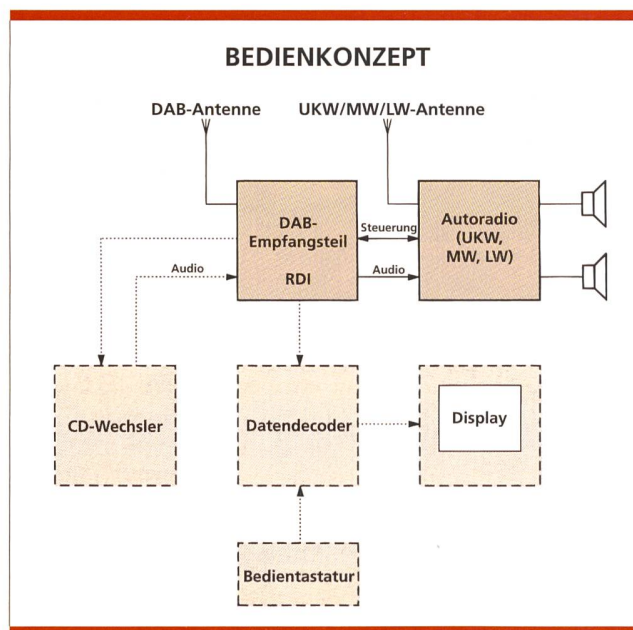 BEDIENKONZEPT
DAB-Antenne
UKW/MW/LW-Antenne
DAB-
Empfangsteil
RDI
Steuerung
Audio
Autoradio
(UKW,
MW, LW)
Audio
CD-Wechsler
Datendecoder
Display
Bedientastatur